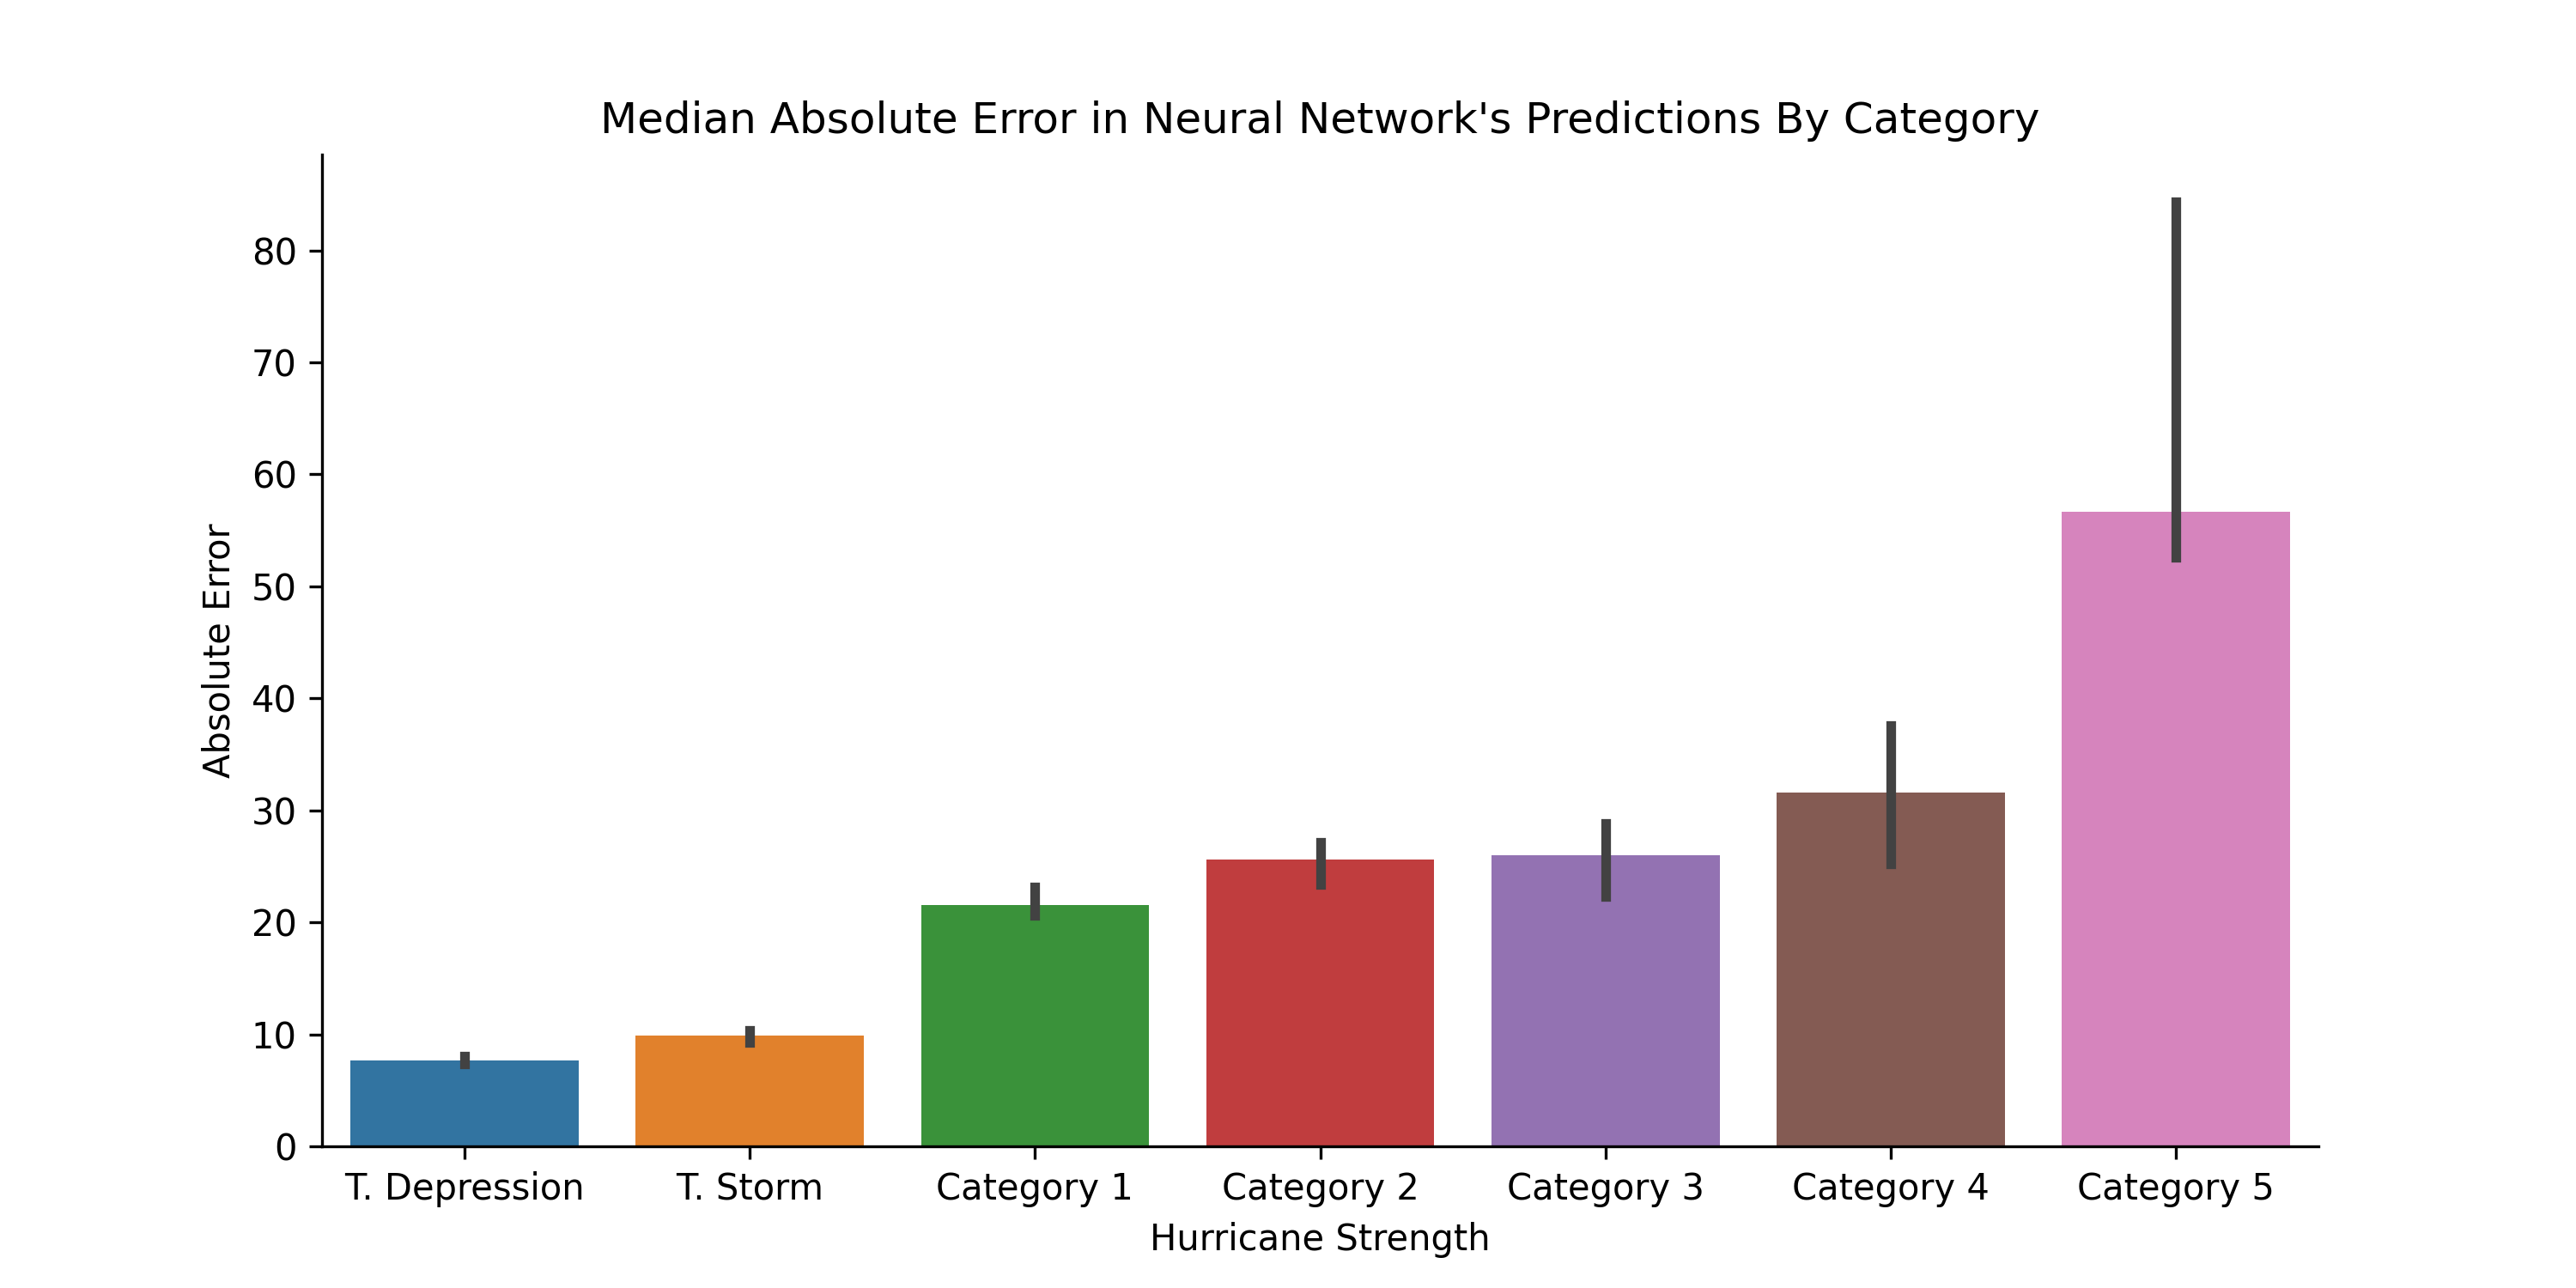 Median Absolute Error in Neural Network's Predictions By Category
Absolute Error
80
70
60
50
40
30
20
10
0
T. Depression T. Storm Category 1 Category 2 Category 3 Category 4 Category 5
Hurricane Strength